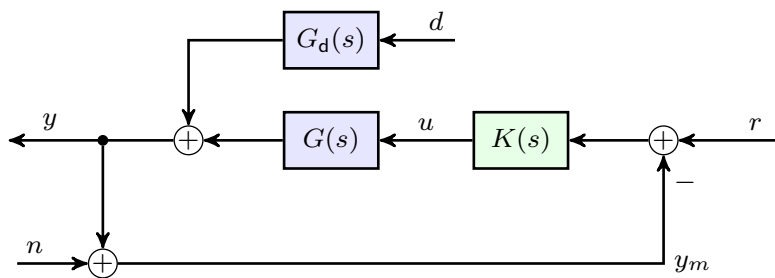 G_d(s) d
y + G(s) u K(s) + r
−
n + y_m